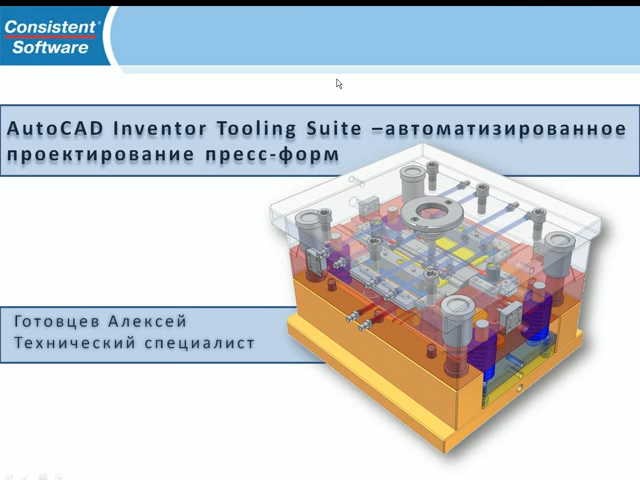 Consistent
Software
AutoCAD Inventor Tooling Suite –автоматизированное
проектирование пресс-форм
Готовцев Алексей
Технический специалист